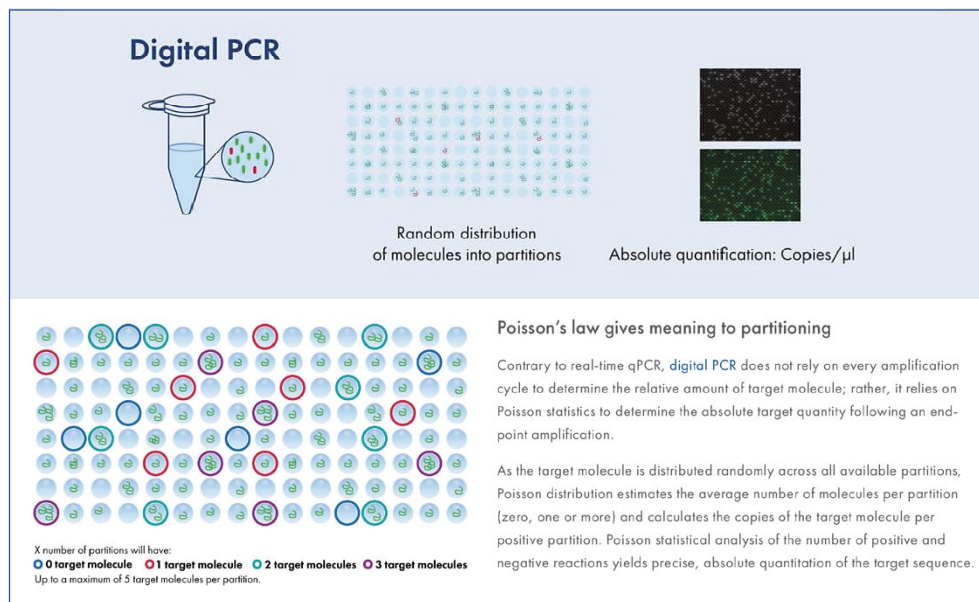 Digital PCR
Random distribution
of molecules into partitions
Absolute quantification: Copies/µl
Poisson's law gives meaning to partitioning
Contrary to real-time qPCR, digital PCR does not rely on every amplification
cycle to determine the relative amount of target molecule; rather, it relies on
Poisson statistics to determine the absolute target quantity following an end-
point amplification.
As the target molecule is distributed randomly across all available partitions,
Poisson distribution estimates the average number of molecules per partition
(zero, one or more) and calculates the copies of the target molecule per
positive partition. Poisson statistical analysis of the number of positive and
negative reactions yields precise, absolute quantitation of the target sequence.
X number of partitions will have:
0 target molecule 1 target molecule 2 target molecules 3 target molecules
Up to a maximum of 5 target molecules per partition.